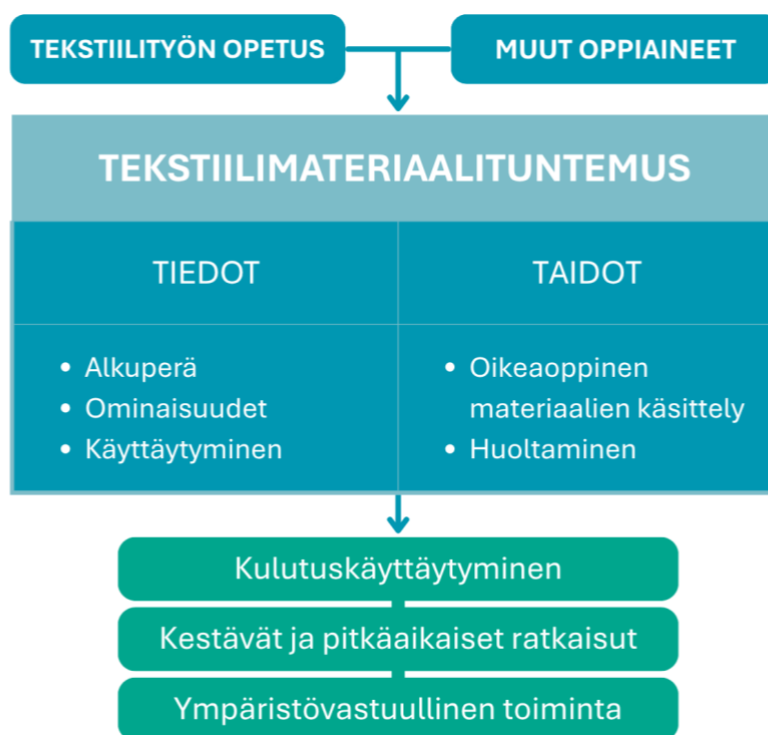 TEKSTIILITYÖN OPETUS
MUUT OPPIAINEET
TEKSTIILIMATERIAALITUNTEMUS
TIEDOT
TAIDOT
• Alkuperä
• Ominaisuudet
• Käyttäytyminen
• Oikeaoppinen
materiaalien käsittely
• Huoltaminen
Kulutuskäyttäytyminen
Kestävät ja pitkäaikaiset ratkaisut
Ympäristövastuullinen toiminta